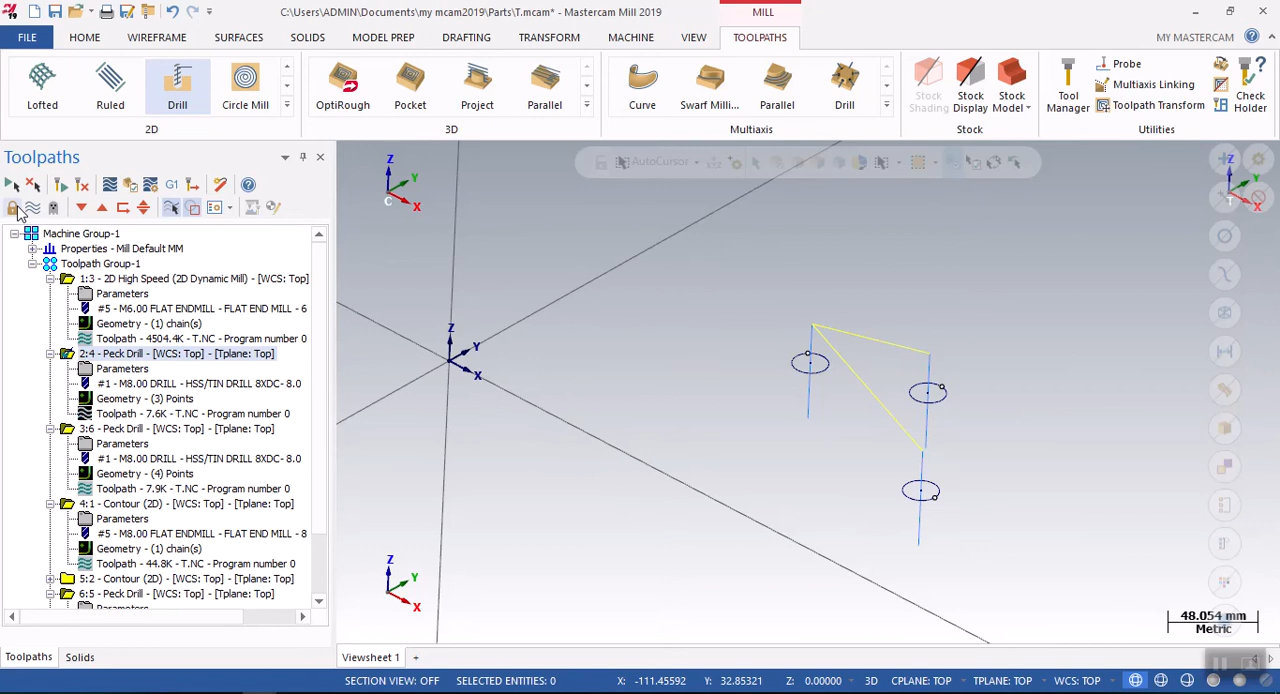 C:\Users\ADMIN\Documents\my mcam2019\Parts\T.mcam* - Mastercam Mill 2019
MILL
FILE
HOME
WIREFRAME
SURFACES
SOLIDS
MODEL PREP
DRAFTING
TRANSFORM
MACHINE
VIEW
TOOLPATHS
MY MASTERCAM
Lofted
Ruled
Drill
Circle Mill
2D
OptiRough
Pocket
Project
Parallel
3D
Curve
Swarf Milli...
Parallel
Drill
Multiaxis
Stock Shading
Stock Display
Stock Model
Stock
Tool Manager
Probe
Multiaxis Linking
Toolpath Transform
Check Holder
Utilities
Toolpaths
G1
AutoCursor
Machine Group-1
Properties - Mill Default MM
Toolpath Group-1
1:3 - 2D High Speed (2D Dynamic Mill) - [WCS: Top]
Parameters
#5 - M6.00 FLAT ENDMILL - FLAT END MILL - 6
Geometry - (1) chain(s)
Toolpath - 4504.4K - T.NC - Program number 0
2:4 - Peck Drill - [WCS: Top] - [Tplane: Top]
Parameters
#1 - M8.00 DRILL - HSS/TIN DRILL 8XDC- 8.0
Geometry - (3) Points
Toolpath - 7.6K - T.NC - Program number 0
3:6 - Peck Drill - [WCS: Top] - [Tplane: Top]
Parameters
#1 - M8.00 DRILL - HSS/TIN DRILL 8XDC- 8.0
Geometry - (4) Points
Toolpath - 7.9K - T.NC - Program number 0
4:1 - Contour (2D) - [WCS: Top] - [Tplane: Top]
Parameters
#5 - M8.00 FLAT ENDMILL - FLAT END MILL - 8
Geometry - (1) chain(s)
Toolpath - 44.8K - T.NC - Program number 0
5:2 - Contour (2D) - [WCS: Top] - [Tplane: Top]
6:5 - Peck Drill - [WCS: Top] - [Tplane: Top]
Parameters
Z
Y
X
C
Z
Y
X
T
Z
Y
X
Z
Y
X
48.054 mm
Metric
Toolpaths
Solids
Viewsheet 1
+
SECTION VIEW: OFF
SELECTED ENTITIES: 0
X: -111.45592
Y: 32.85321
Z: 0.00000
3D
CPLANE: TOP
TPLANE: TOP
WCS: TOP